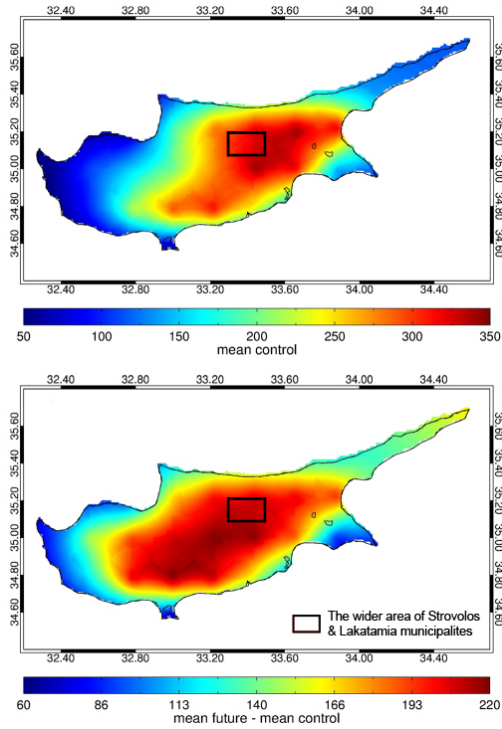 32.40 32.80 33.20 33.60 34.00 34.40
35.60 35.60
35.40 35.40
35.20 35.20
35.00 35.00
34.80 34.80
34.60 34.60
32.40 32.80 33.20 33.60 34.00 34.40
50 100 150 200 250 300 350
mean control
32.40 32.80 33.20 33.60 34.00 34.40
35.60 35.60
35.40 35.40
35.20 35.20
35.00 35.00
34.80 34.80
34.60 34.60
The wider area of Strovolos
& Lakatamia municipalites
32.40 32.80 33.20 33.60 34.00 34.40
60 86 113 140 166 193 220
mean future - mean control